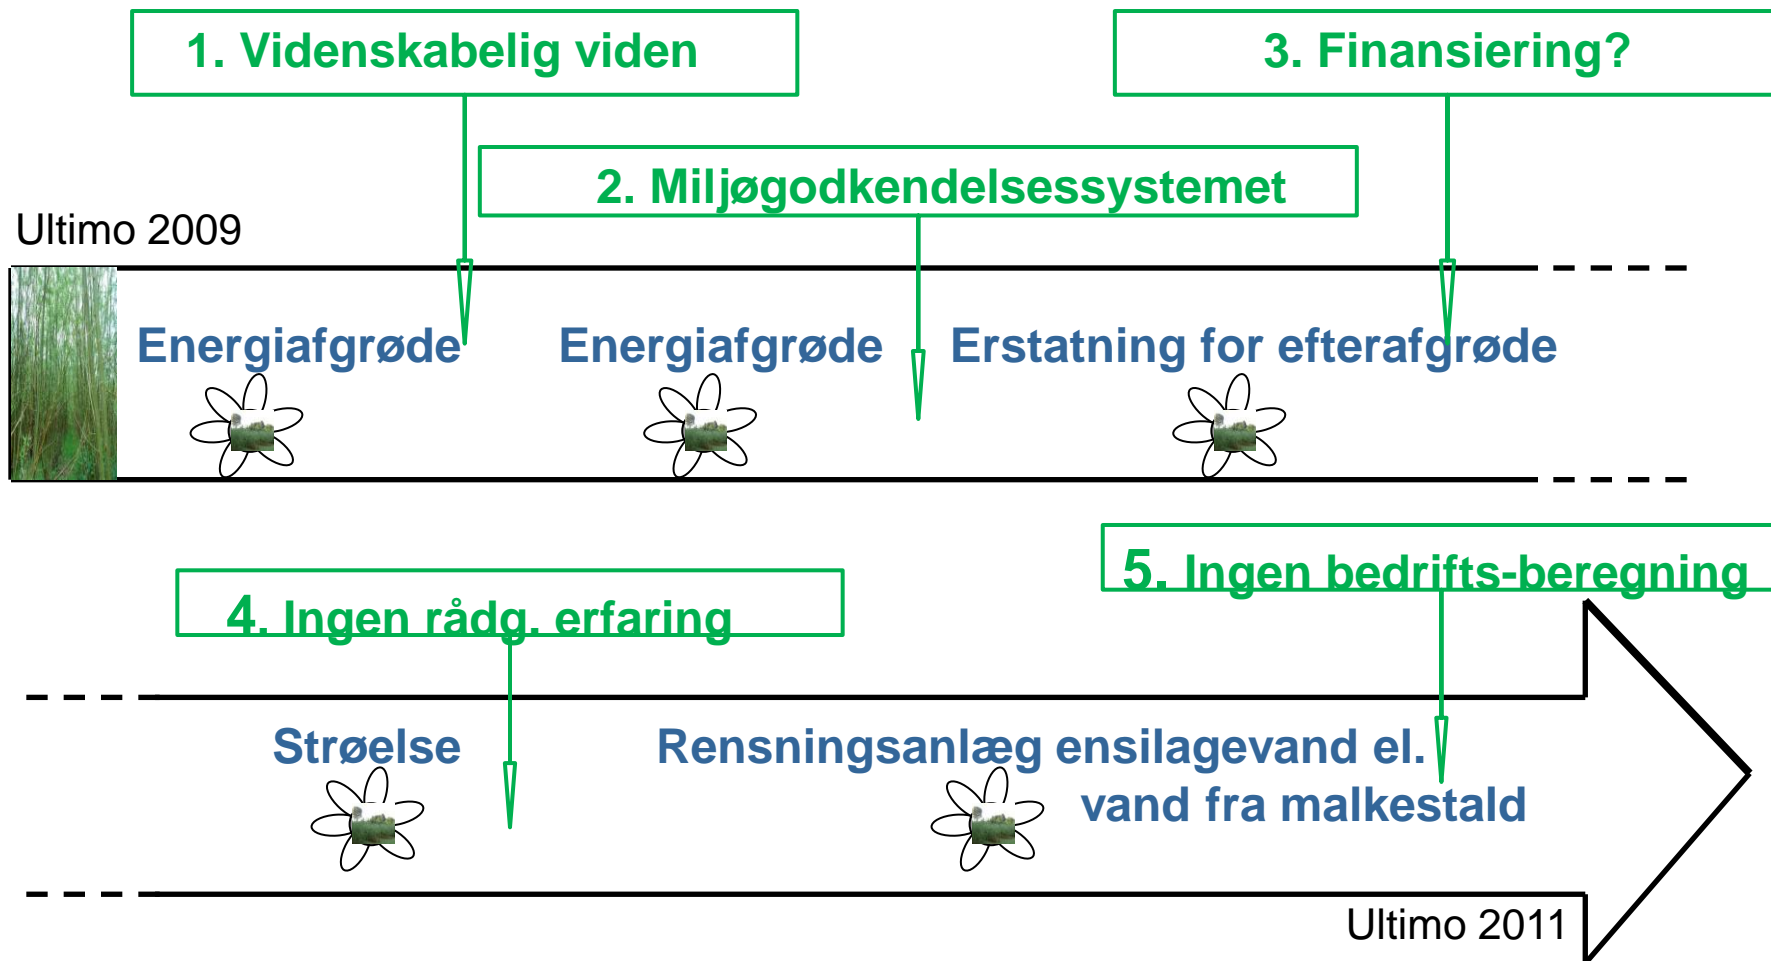 1. Videnskabelig viden
3. Finansiering?
2. Miljøgodkendelsessystemet
Ultimo 2009
Energiafgrøde
Energiafgrøde
Erstatning for efterafgrøde
5. Ingen bedrifts-beregning
4. Ingen rådg. erfaring
Strøelse
Rensningsanlæg ensilagevand el.
vand fra malkestald
Ultimo 2011